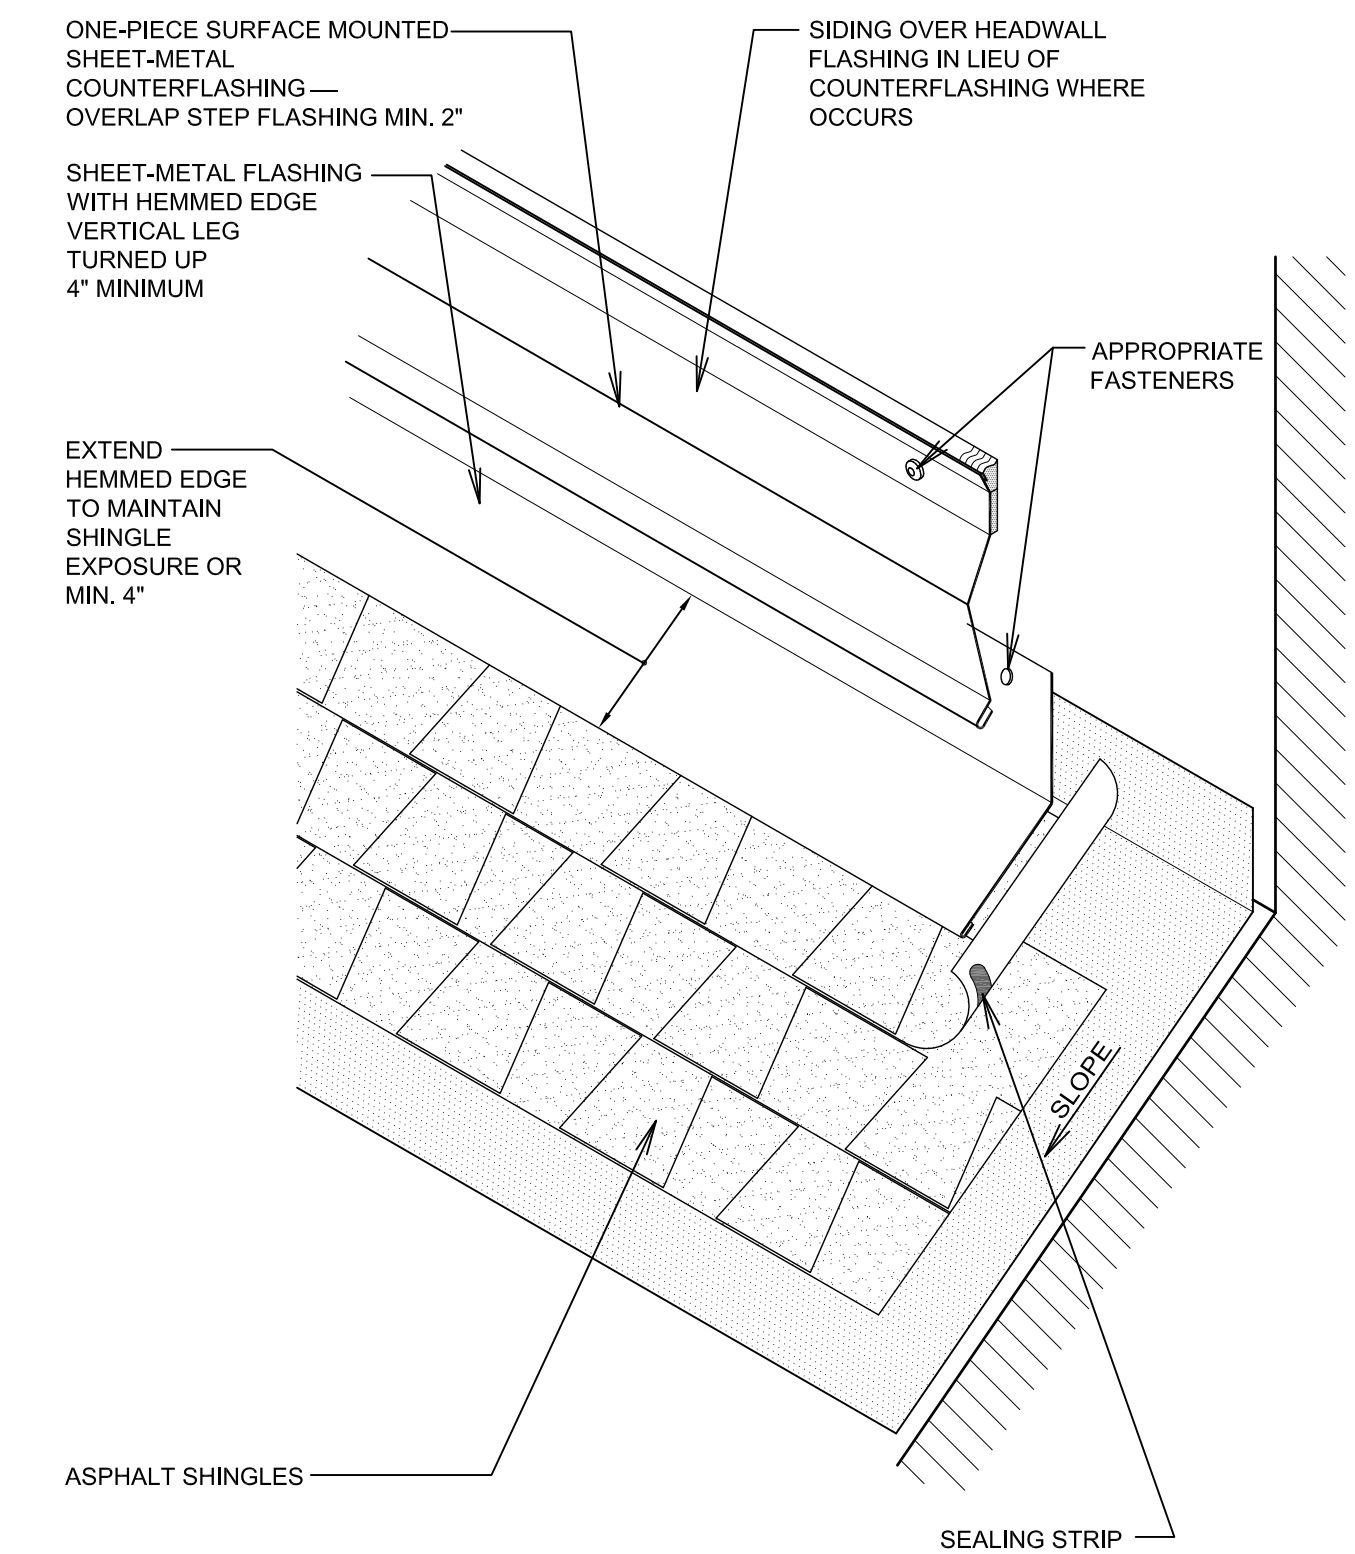 ONE-PIECE SURFACE MOUNTED
SHEET-METAL
COUNTERFLASHING —
OVERLAP STEP FLASHING MIN. 2"
SIDING OVER HEADWALL
FLASHING IN LIEU OF
COUNTERFLASHING WHERE
OCCURS
SHEET-METAL FLASHING
WITH HEMMED EDGE
VERTICAL LEG
TURNED UP
4" MINIMUM
APPROPRIATE
FASTENERS
EXTEND
HEMMED EDGE
TO MAINTAIN
SHINGLE
EXPOSURE OR
MIN. 4"
SLOPE
ASPHALT SHINGLES
SEALING STRIP